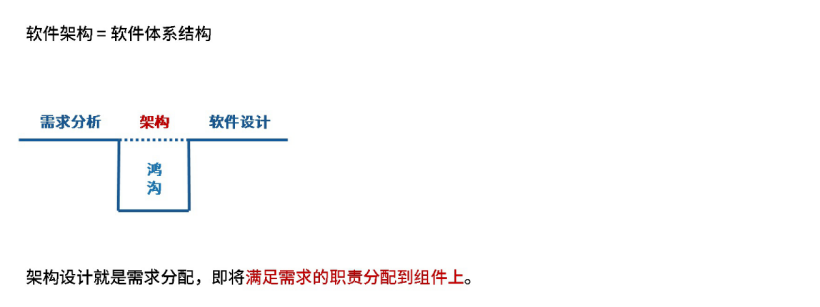 软件架构 = 软件体系结构
需求分析 架构 软件设计
鸿
沟
架构设计就是需求分配，即将满足需求的职责分配到组件上。